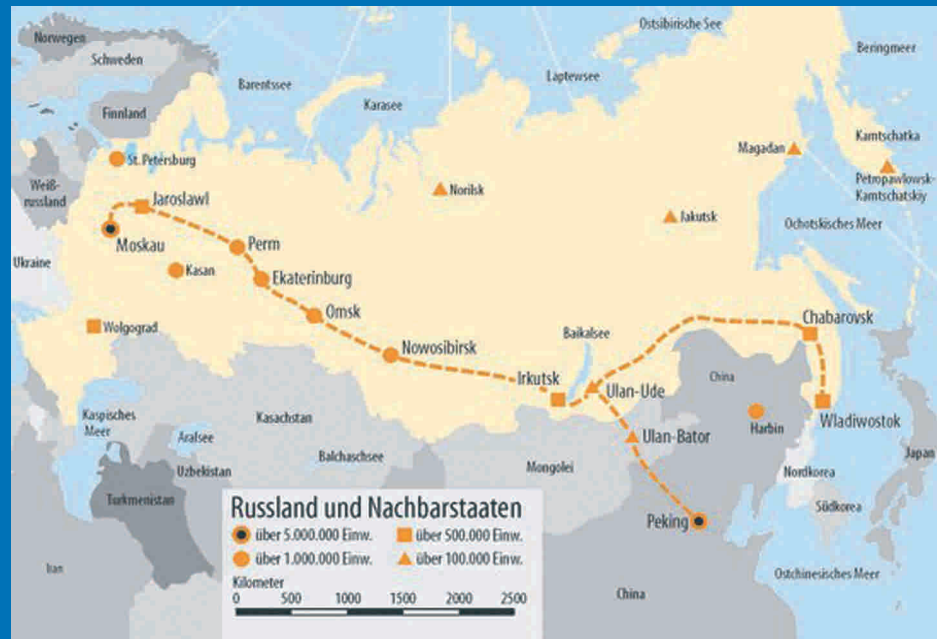 Ostsibirische See
Norwegen
Schweden
Beringmeer
Laptewsee
Barentssee
Karasee
Finnland
Kamtschatka
Magadan
St. Petersburg
Petropawlowsk-
Kamtschatskiy
Weiß-
russland
Norilsk
Jaroslawl
Jakutsk
Ochotskisches Meer
Moskau
Perm
Ukraine
Kasan
Ekaterinburg
Omsk
Chabarovsk
Wolgograd
Baikalsee
Nowosibirsk
Irkutsk
China
Ulan-Ude
Kaspisches
Meer
Kasachstan
Wladiwostok
Harbin
Aralsee
Ulan-Bator
Japan
Usbekistan
Balchaschsee
Mongolei
Nordkorea
Turkmenistan
Südkorea
Peking
Russland und Nachbarstaaten
über 5.000.000 Einw.
über 500.000 Einw.
über 1.000.000 Einw.
über 100.000 Einw.
Iran
Ostchinesisches Meer
Kilometer
0 500 1000 1500 2000 2500
China